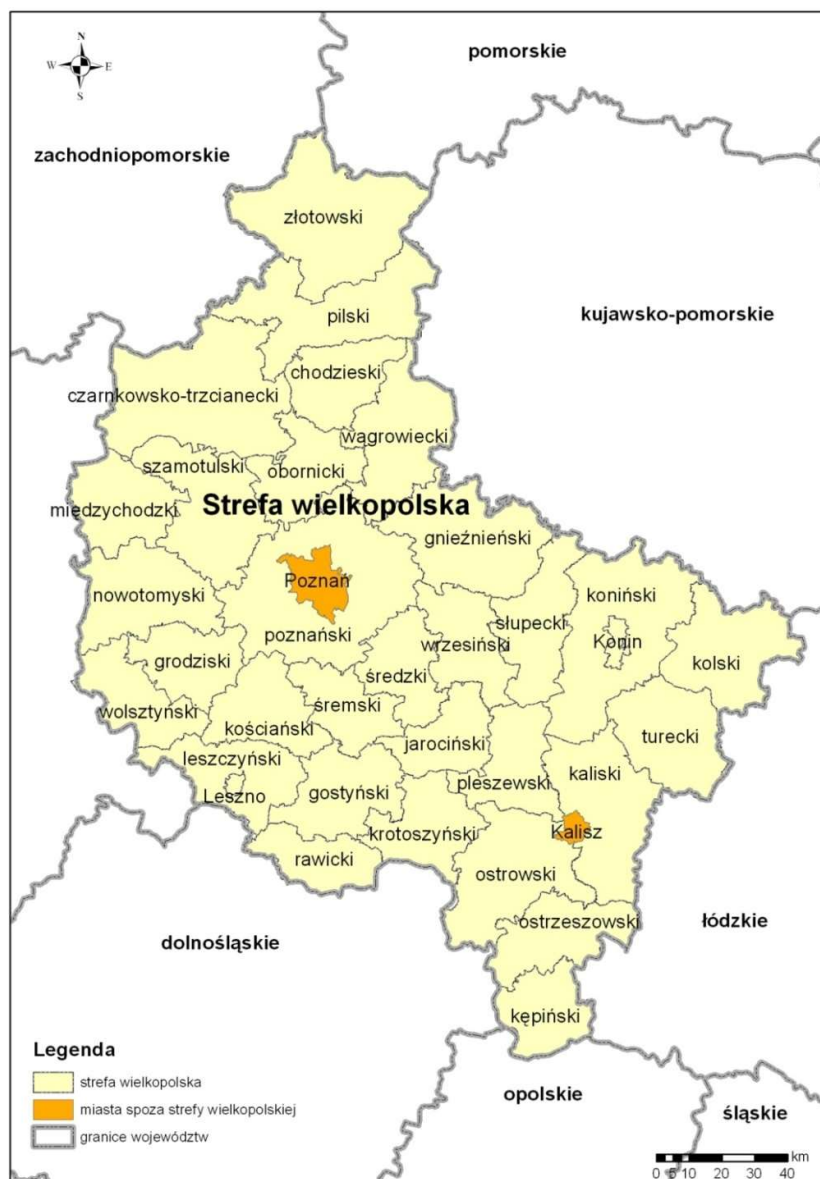 N
W E
S
pomorskie
zachodniopomorskie
złotowski
kujawsko-pomorskie
pilski
chodzieski
czarnkowsko-trzcianecki
wągrowiecki
szamotulski
obornicki
międzychodzki
Strefa wielkopolska
gnieźnieński
Poznań
nowotomyski
koniński
słupecki
poznański
wrzesiński
Konin
grodziski
kolski
średzki
śremski
wolsztyński
kościański
turecki
jarociński
leszczyński
kaliski
pleszewski
Leszno
gostyński
krotoszyński
Kalisz
rawicki
ostrowski
ostrzeszowski
dolnośląskie
łódzkie
kępiński
Legenda
strefa wielkopolska
miasta spoza strefy wielkopolskiej
granice województw
opolskie
śląskie
km
0 5 10 20 30 40